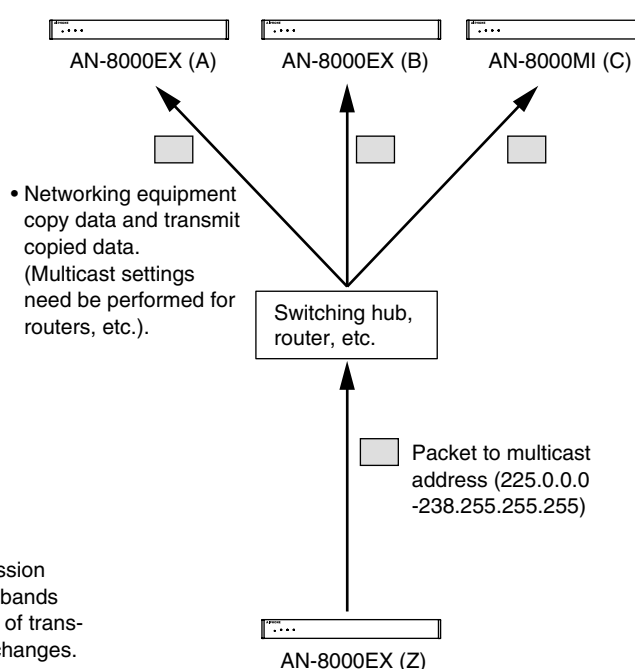 AN-8000EX (A)
AN-8000EX (B)
AN-8000MI (C)
• Networking equipment
copy data and transmit
copied data.
(Multicast settings
need be performed for
routers, etc.).
Switching hub,
router, etc.
Packet to multicast
address (225.0.0.0
-238.255.255.255)
ssion
bands
of trans-
changes.
AN-8000EX (Z)